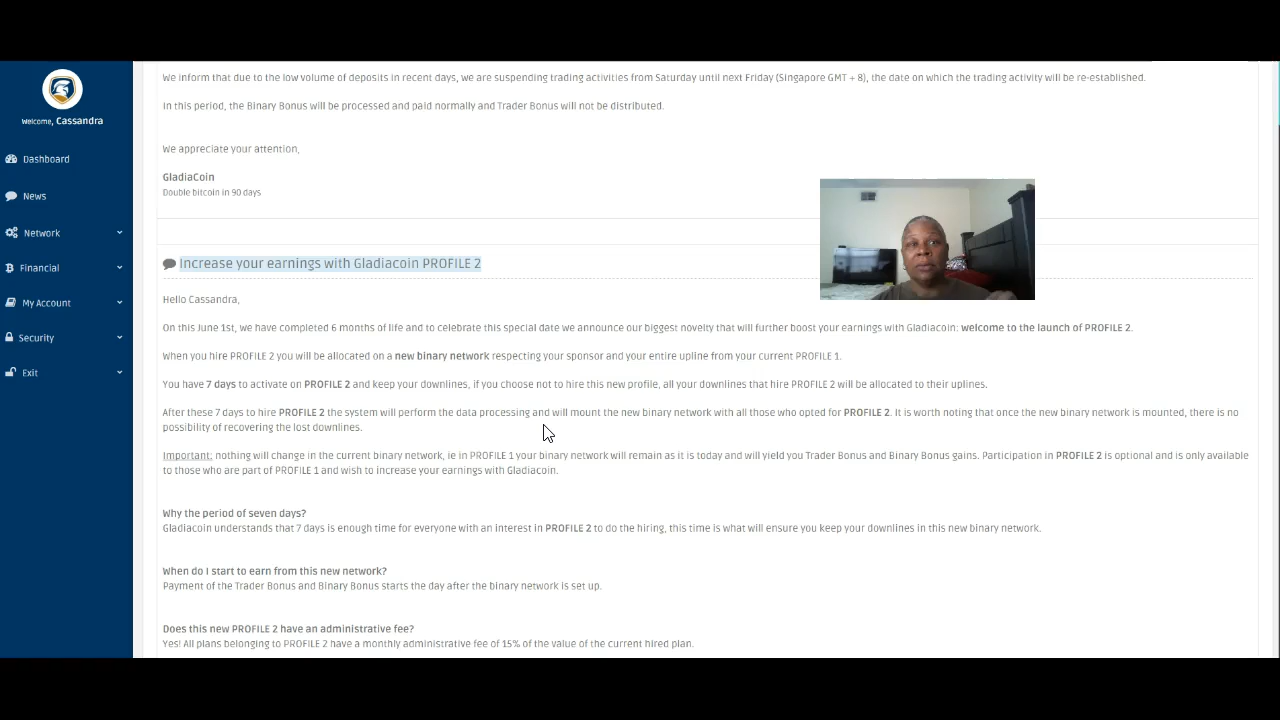 We inform that due to the low volume of deposits in recent days, we are suspending trading activities from Saturday until next Friday (Singapore GMT + 8), the date on which the trading activity will be re-established.
In this period, the Binary Bonus will be processed and paid normally and Trader Bonus will not be distributed.
We appreciate your attention,
GladiaCoin
Double bitcoin in 90 days
Welcome, Cassandra
Dashboard
News
Network
Financial
My Account
Security
Exit
Increase your earnings with Gladiacoin PROFILE 2
Hello Cassandra,
On this June 1st, we have completed 6 months of life and to celebrate this special date we announce our biggest novelty that will further boost your earnings with Gladiacoin: welcome to the launch of PROFILE 2.
When you hire PROFILE 2 you will be allocated on a new binary network respecting your sponsor and your entire upline from your current PROFILE 1.
You have 7 days to activate on PROFILE 2 and keep your downlines, if you choose not to hire this new profile, all your downlines that hire PROFILE 2 will be allocated to their uplines.
After these 7 days to hire PROFILE 2 the system will perform the data processing and will mount the new binary network with all those who opted for PROFILE 2. It is worth noting that once the new binary network is mounted, there is no
possibility of recovering the lost downlines.
Important: nothing will change in the current binary network, ie in PROFILE 1 your binary network will remain as it is today and will yield you Trader Bonus and Binary Bonus gains. Participation in PROFILE 2 is optional and is only available
to those who are part of PROFILE 1 and wish to increase your earnings with Gladiacoin.
Why the period of seven days?
Gladiacoin understands that 7 days is enough time for everyone with an interest in PROFILE 2 to do the hiring, this time is what will ensure you keep your downlines in this new binary network.
When do I start to earn from this new network?
Payment of the Trader Bonus and Binary Bonus starts the day after the binary network is set up.
Does this new PROFILE 2 have an administrative fee?
Yes! All plans belonging to PROFILE 2 have a monthly administrative fee of 15% of the value of the current hired plan.